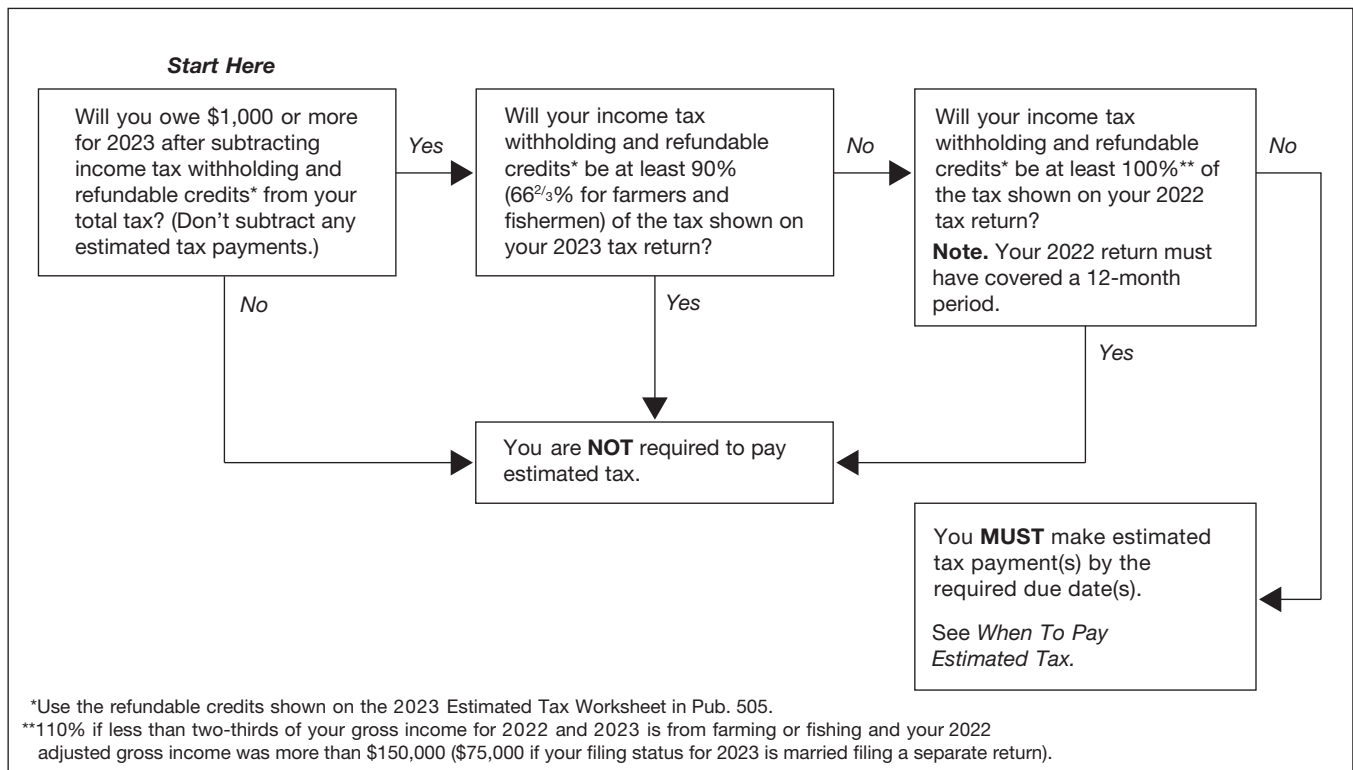 Start Here
Will you owe $1,000 or more
for 2023 after subtracting
income tax withholding and
refundable credits* from your
total tax? (Don’t subtract any
estimated tax payments.)
Yes
No
Will your income tax
withholding and refundable
credits* be at least 90%
(66 2/3% for farmers and
fishermen) of the tax shown on
your 2023 tax return?
No
Yes
Will your income tax
withholding and refundable
credits* be at least 100%** of
the tax shown on your 2022
tax return?
Note. Your 2022 return must
have covered a 12-month
period.
No
Yes
You are NOT required to pay
estimated tax.
You MUST make estimated
tax payment(s) by the
required due date(s).
See When To Pay
Estimated Tax.
*Use the refundable credits shown on the 2023 Estimated Tax Worksheet in Pub. 505.
**110% if less than two-thirds of your gross income for 2022 and 2023 is from farming or fishing and your 2022
adjusted gross income was more than $150,000 ($75,000 if your filing status for 2023 is married filing a separate return).